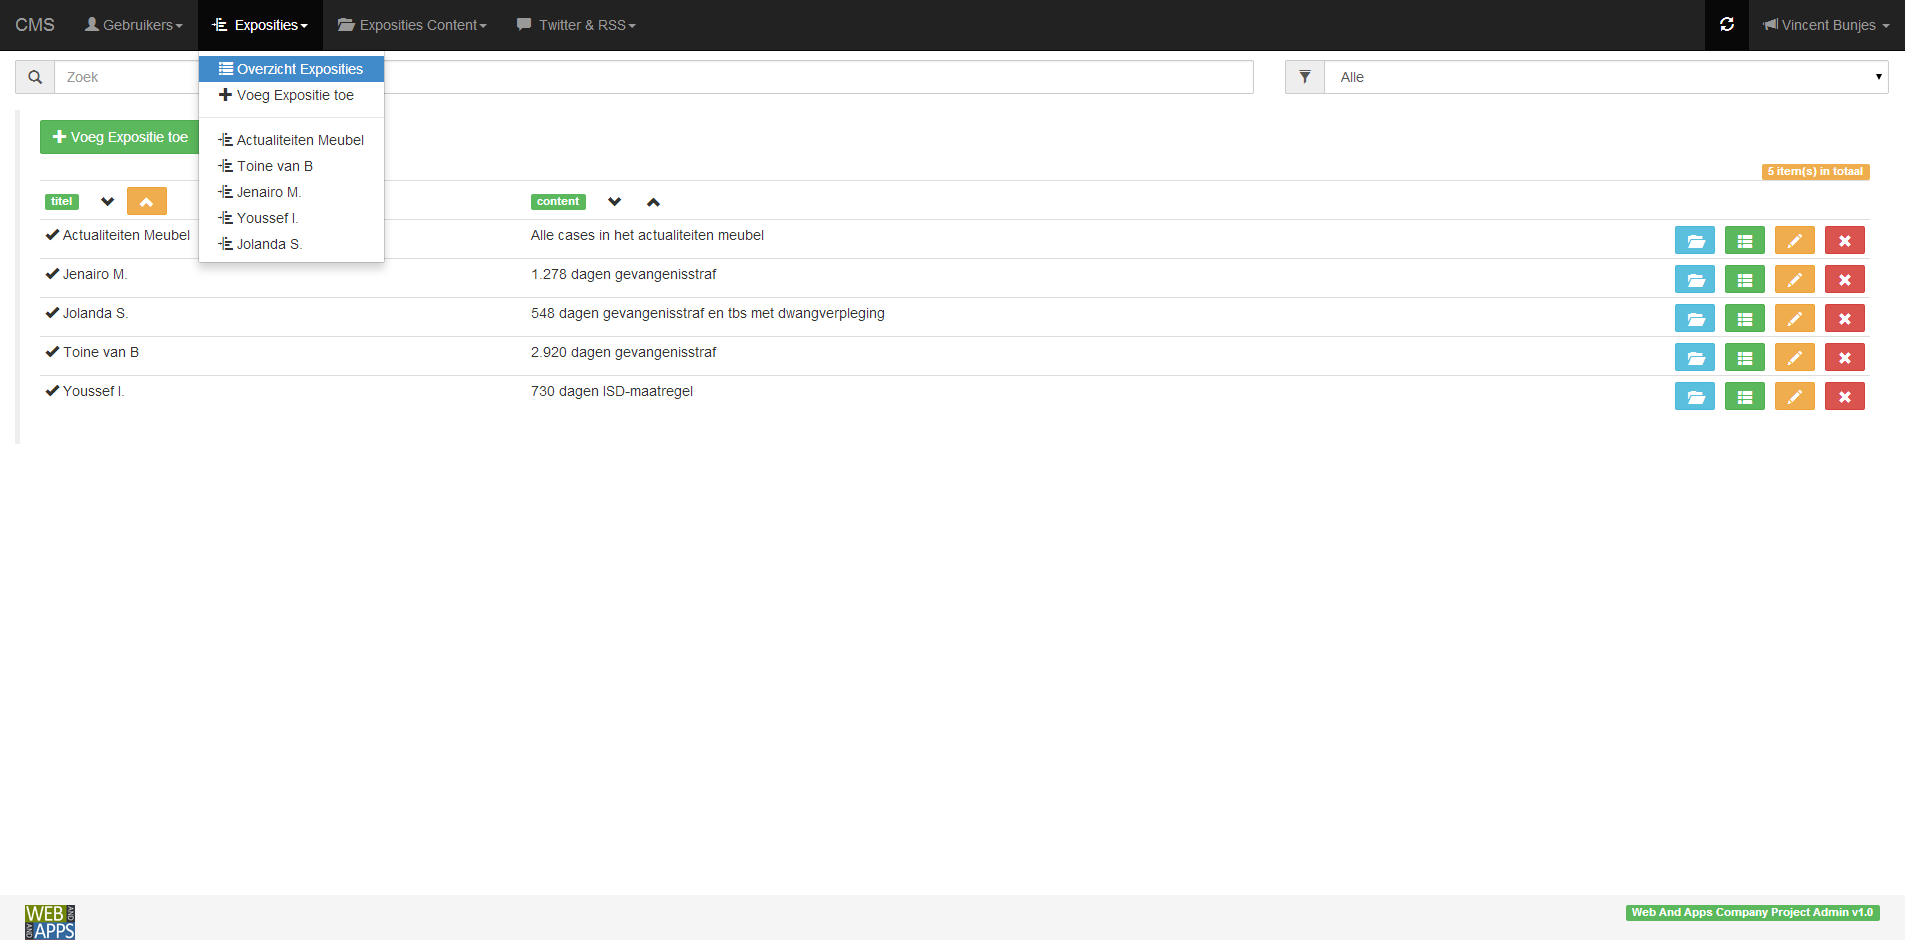 CMS Gebruikers Exposities Exposities Content Twitter & RSS Vincent Bunjes
Zoek
Alle
Overzicht Exposities
Voeg Expositie toe
Actualiteiten Meubel
Toine van B
Jenairo M.
Youssef I.
Jolanda S.
Voeg Expositie toe
5 item(s) in totaal
titel content
Actualiteiten Meubel Alle cases in het actualiteiten meubel
Jenairo M. 1.278 dagen gevangenisstraf
Jolanda S. 548 dagen gevangenisstraf en tbs met dwangverpleging
Toine van B 2.920 dagen gevangenisstraf
Youssef I. 730 dagen ISD-maatregel
WEB AND
AND APPS
Web And Apps Company Project Admin v1.0